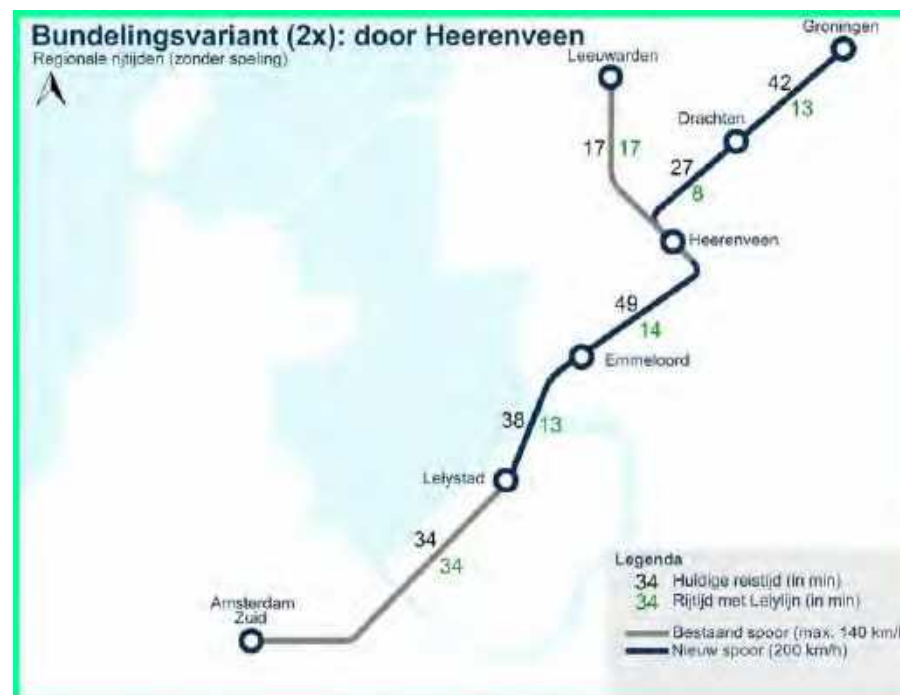 Bundelingsvariant (2x): door Heerenveen
Regionale rijtijden (zonder speling)
Groningen
Leeuwarden
42
13
Drachten
17 17
27
8
Heerenveen
49
14
Emmeloord
38 13
Lelystad
34
34
Amsterdam
Zuid
Legenda
34 Huidige reistijd (in min)
34 Rijtijd met Lelylijn (in min)
Bestaand spoor (max. 140 km/
Nieuw spoor (200 km/h)